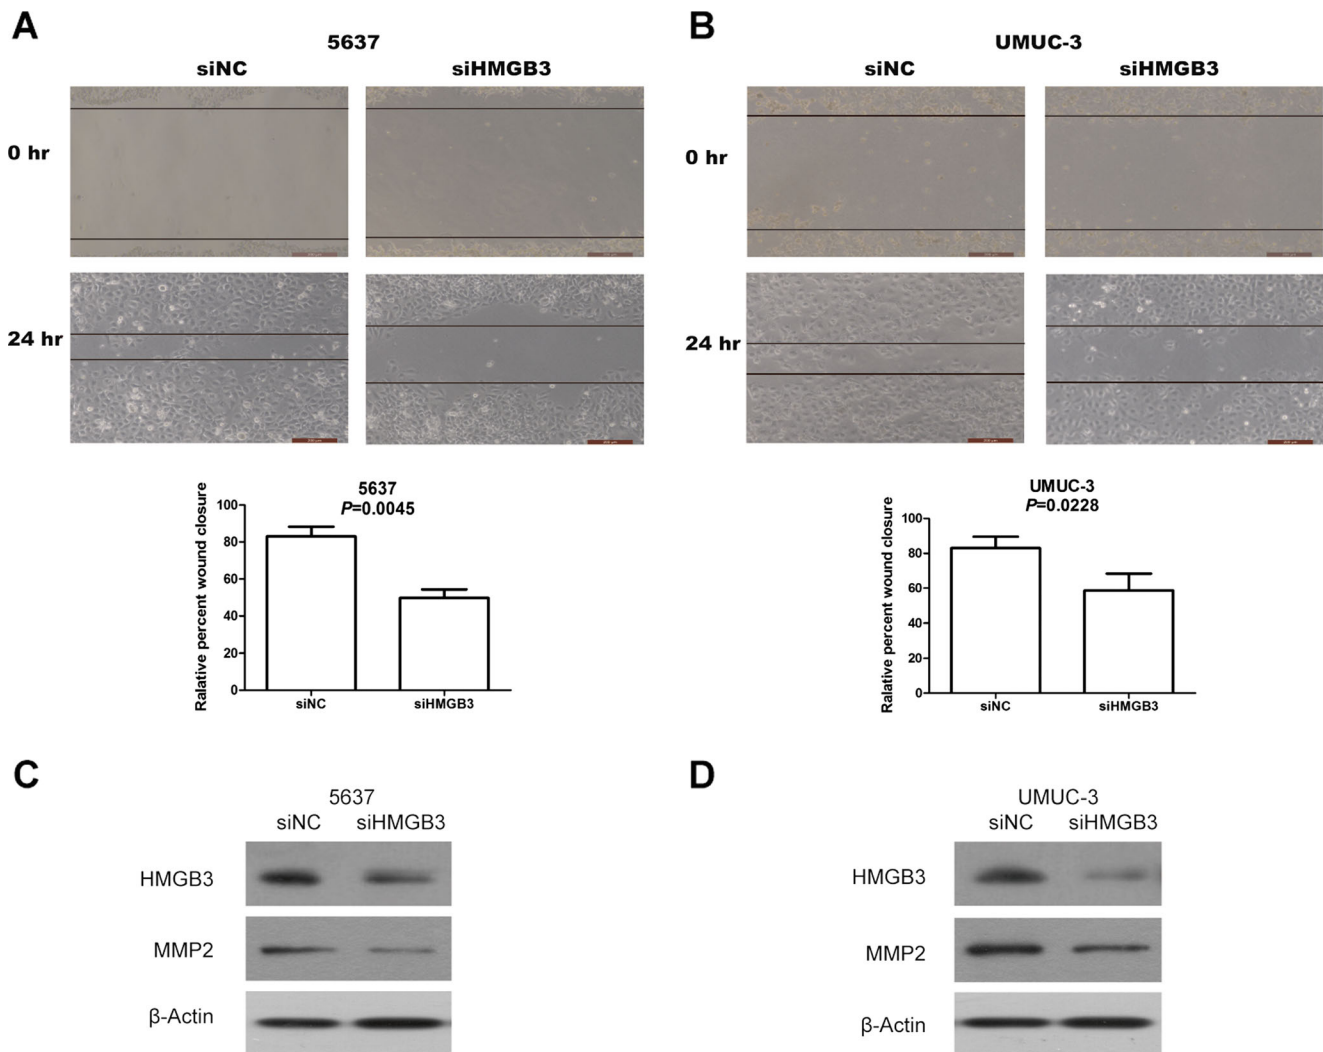 A
5637
siNC siHMGB3
0 hr
24 hr
5637
P=0.0045
Ralative percent wound closure
100
80
60
40
20
0
siNC siHMGB3
B
UMUC-3
siNC siHMGB3
0 hr
24 hr
UMUC-3
P=0.0228
Ralative percent wound closure
100
80
60
40
20
0
siNC siHMGB3
C
5637
siNC siHMGB3
HMGB3
MMP2
β-Actin
D
UMUC-3
siNC siHMGB3
HMGB3
MMP2
β-Actin